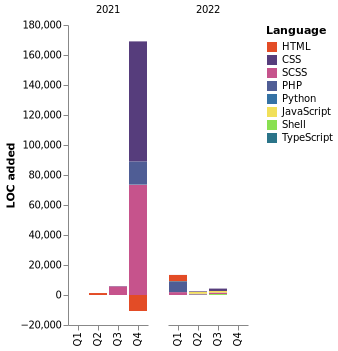 2021
2022
LOC added
180,000
160,000
140,000
120,000
100,000
80,000
60,000
40,000
20,000
0
−20,000
Q1
Q2
Q3
Q4
Q1
Q2
Q3
Q4
Language
HTML
CSS
SCSS
PHP
Python
JavaScript
Shell
TypeScript